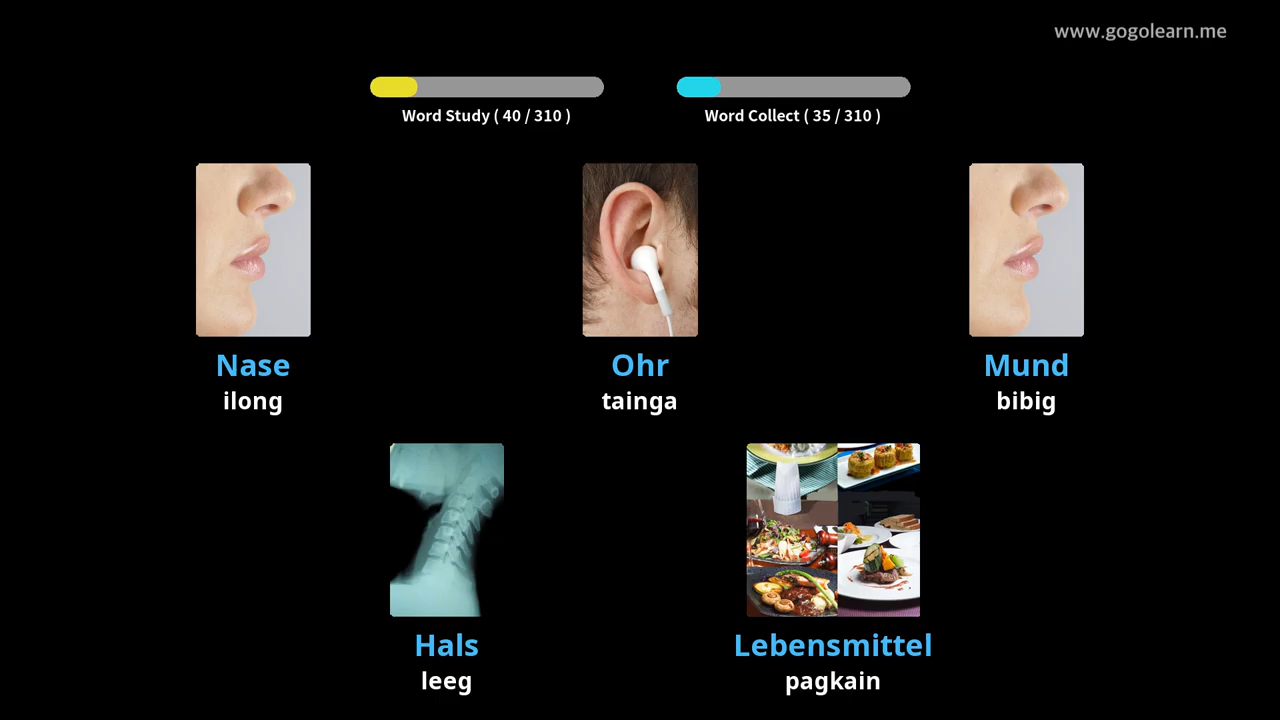 www.gogolearn.me
Word Study ( 40 / 310 )
Word Collect ( 35 / 310 )
Nase
ilong
Ohr
tainga
Mund
bibig
Hals
leeg
Lebensmittel
pagkain